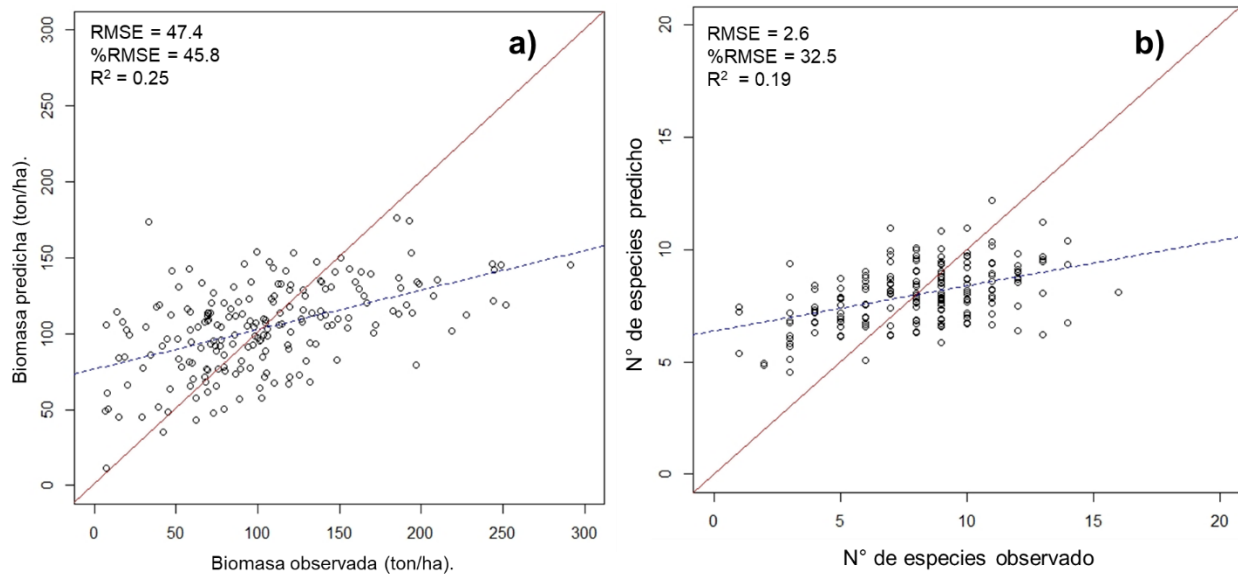 RMSE = 47.4
%RMSE = 45.8
R² = 0.25
a)
300
250
200
150
100
50
0
Biomasa predicha (ton/ha).
0 50 100 150 200 250 300
Biomasa observada (ton/ha).
RMSE = 2.6
%RMSE = 32.5
R² = 0.19
b)
20
15
10
5
0
N° de especies predicho
0 5 10 15 20
N° de especies observado